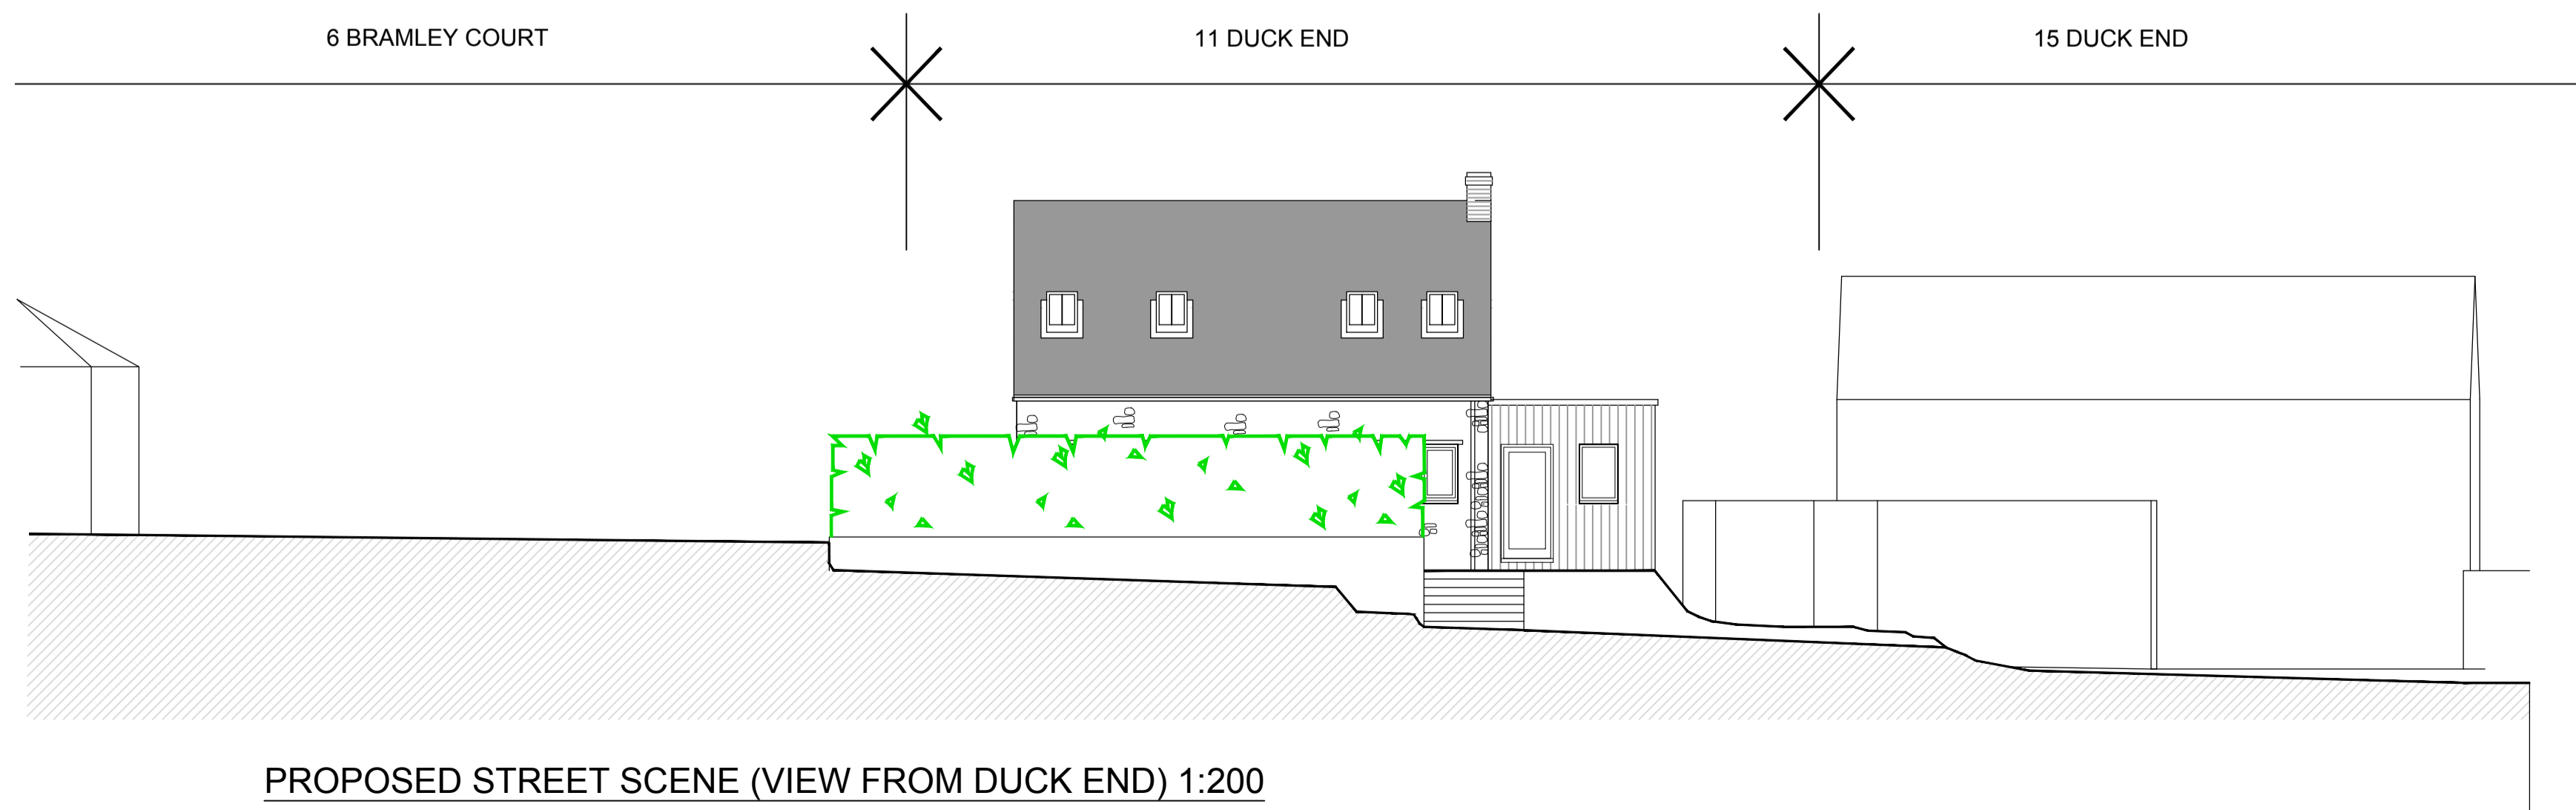 6 BRAMLEY COURT
11 DUCK END
15 DUCK END
PROPOSED STREET SCENE (VIEW FROM DUCK END) 1:200